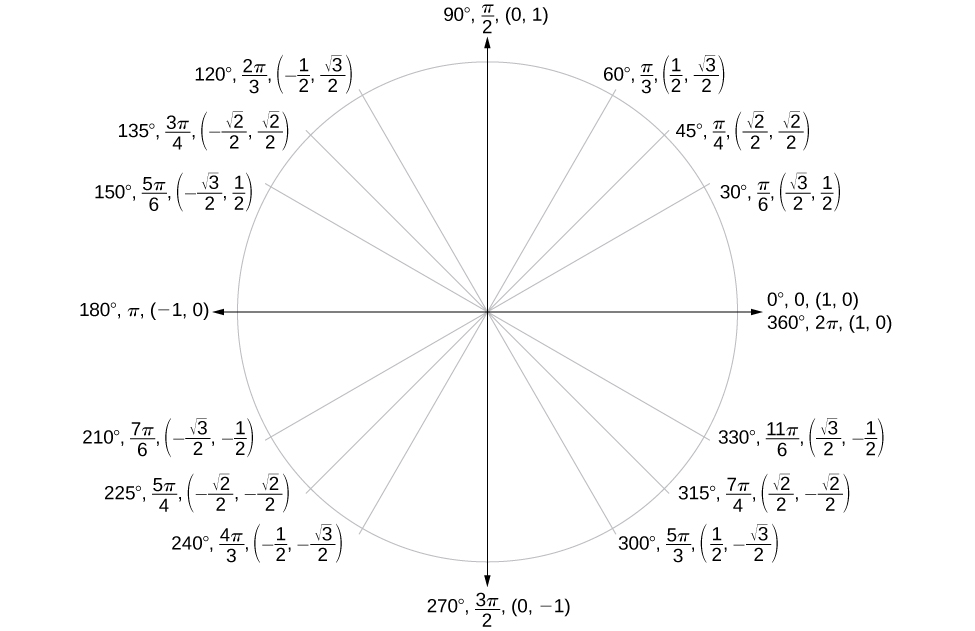 90°, π/2, (0, 1)
120°, 2π/3, (−1/2, √3/2)
60°, π/3, (1/2, √3/2)
135°, 3π/4, (−√2/2, √2/2)
45°, π/4, (√2/2, √2/2)
150°, 5π/6, (−√3/2, 1/2)
30°, π/6, (√3/2, 1/2)
180°, π, (−1, 0)
0°, 0, (1, 0)
360°, 2π, (1, 0)
210°, 7π/6, (−√3/2, −1/2)
330°, 11π/6, (√3/2, −1/2)
225°, 5π/4, (−√2/2, −√2/2)
315°, 7π/4, (√2/2, −√2/2)
240°, 4π/3, (−1/2, −√3/2)
300°, 5π/3, (1/2, −√3/2)
270°, 3π/2, (0, −1)